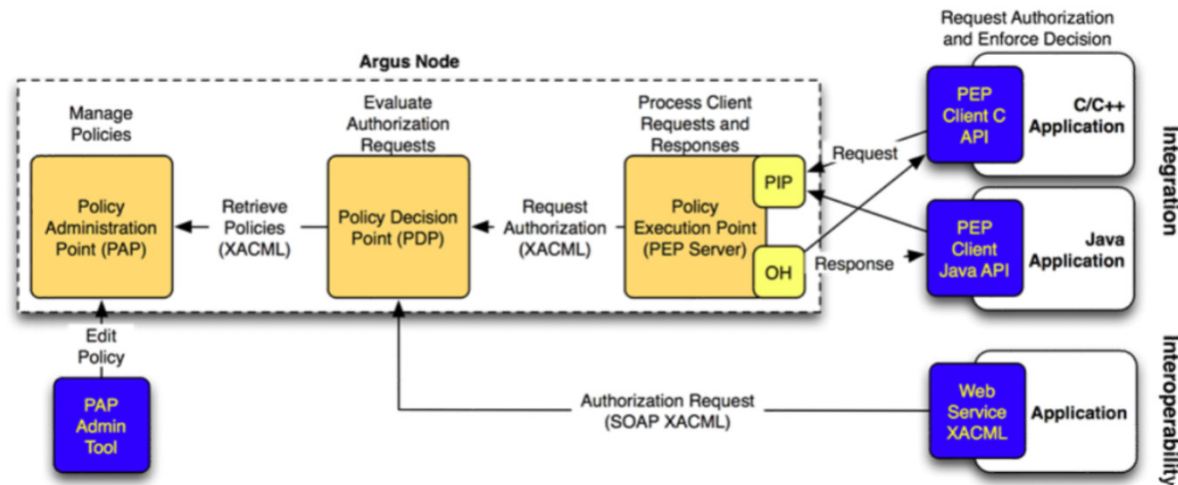 Request Authorization
and Enforce Decision
Argus Node
Manage
Policies
Evaluate
Authorization
Requests
Process Client
Requests and
Responses
Policy
Administration
Point (PAP)
Retrieve
Policies
(XACML)
Policy Decision
Point (PDP)
Request
Authorization
(XACML)
Policy
Execution Point
(PEP Server)
PIP
OH
Request
Response
PEP
Client C
API
C/C++
Application
PEP
Client
Java API
Java
Application
Integration
Edit
Policy
PAP
Admin
Tool
Authorization Request
(SOAP XACML)
Web
Service
XACML
Application
Interoperability